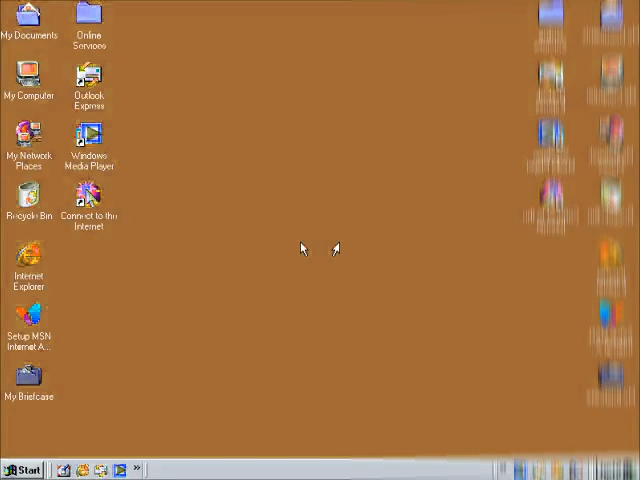 My Documents
Online
Services
My Computer
Outlook
Express
My Network
Places
Windows
Media Player
Recycle Bin
Connect to the
Internet
Internet
Explorer
Setup MSN
Internet A...
My Briefcase
Start